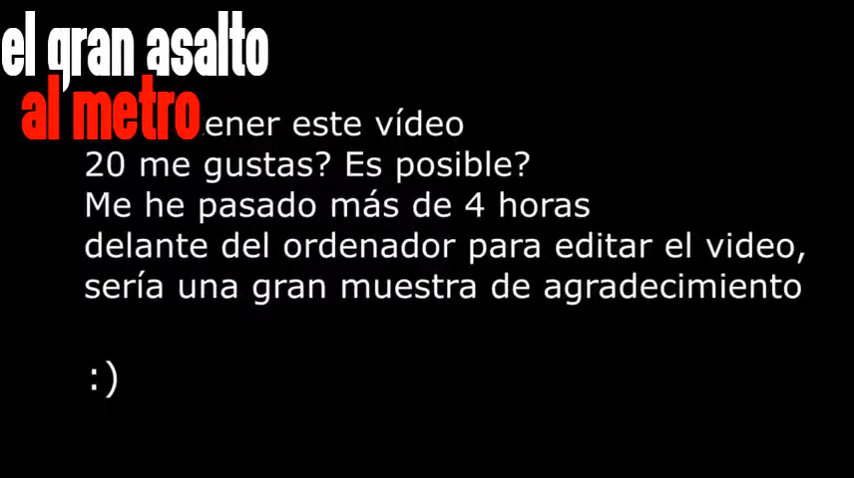 el gran asalto
al metro
ener este vídeo
20 me gustas? Es posible?
Me he pasado más de 4 horas
delante del ordenador para editar el video,
sería una gran muestra de agradecimiento
:)